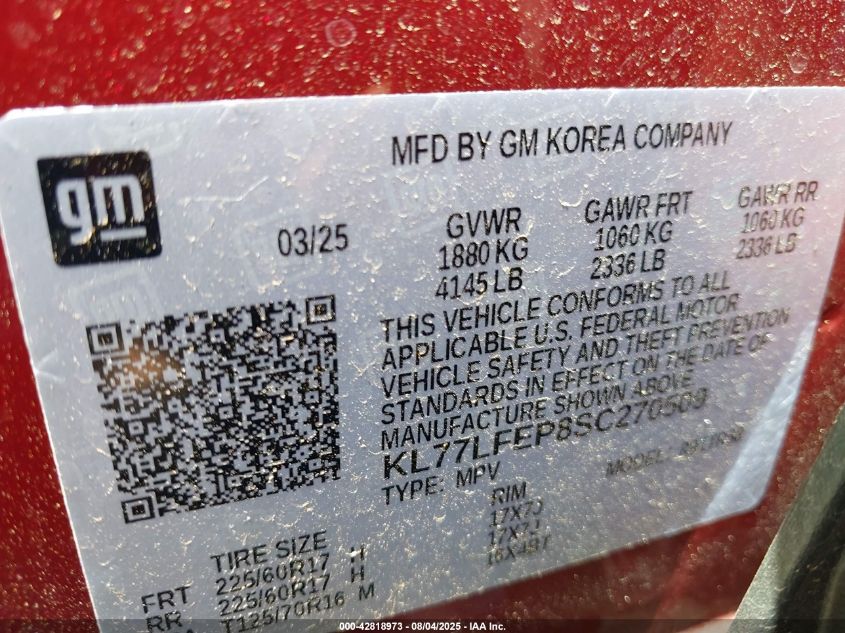 gm
MFD BY GM KOREA COMPANY
03/25
GVWR
1880 KG
4145 LB
GAWR FRT
1060 KG
2336 LB
GAWR RR
1060 KG
2336 LB
THIS VEHICLE CONFORMS TO ALL
APPLICABLE U.S. FEDERAL MOTOR
VEHICLE SAFETY AND THEFT PREVENTION
STANDARDS IN EFFECT ON THE DATE OF
MANUFACTURE SHOWN ABOVE
KL77LFEP8SC270509
TYPE: MPV
MODEL:
TIRE SIZE
RIM
FRT 225/60R17 H 17X7J
RR 225/60R17 H 17X7J
T125/70R16 M
000-42818973 — 08/04/2025 — IAA Inc.